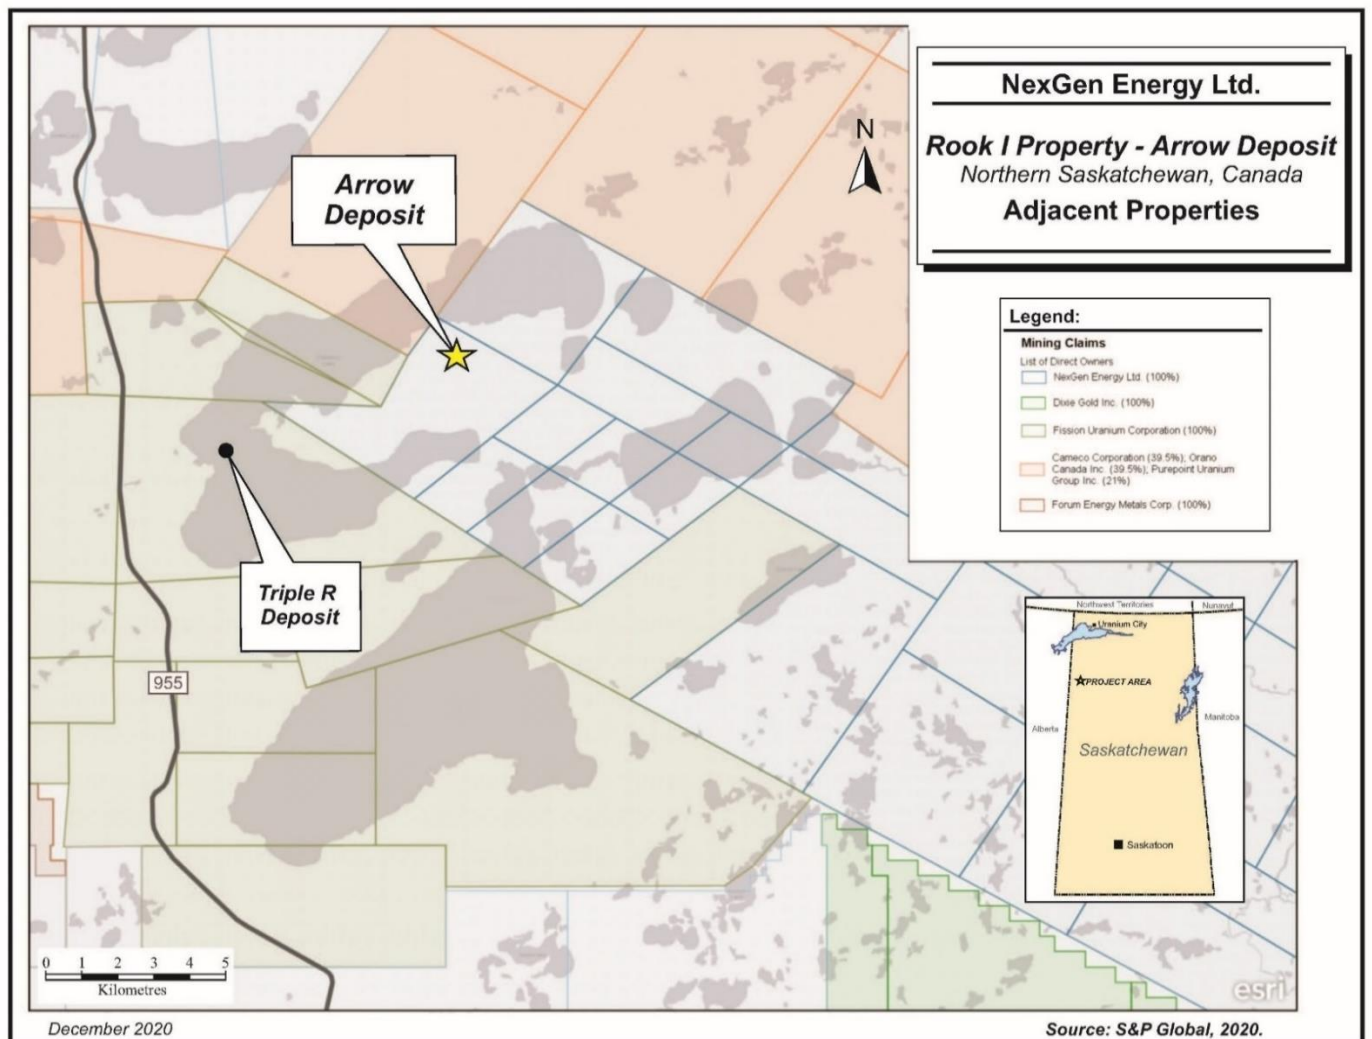 NexGen Energy Ltd.
Rook I Property - Arrow Deposit
Northern Saskatchewan, Canada
Adjacent Properties
N
Arrow
Deposit
Triple R
Deposit
955
Legend:
Mining Claims
List of Direct Owners
NexGen Energy Ltd. (100%)
Dixie Gold Inc. (100%)
Fission Uranium Corporation (100%)
Cameco Corporation (39.5%); Orano
Canada Inc. (39.5%); Purepoint Uranium
Group Inc. (21%)
Forum Energy Metals Corp. (100%)
Northwest Territories
Nunavut
Uranium City
PROJECT AREA
Alberta
Manitoba
Saskatchewan
Saskatoon
0 1 2 3 4 5
Kilometres
esri
December 2020
Source: S&P Global, 2020.